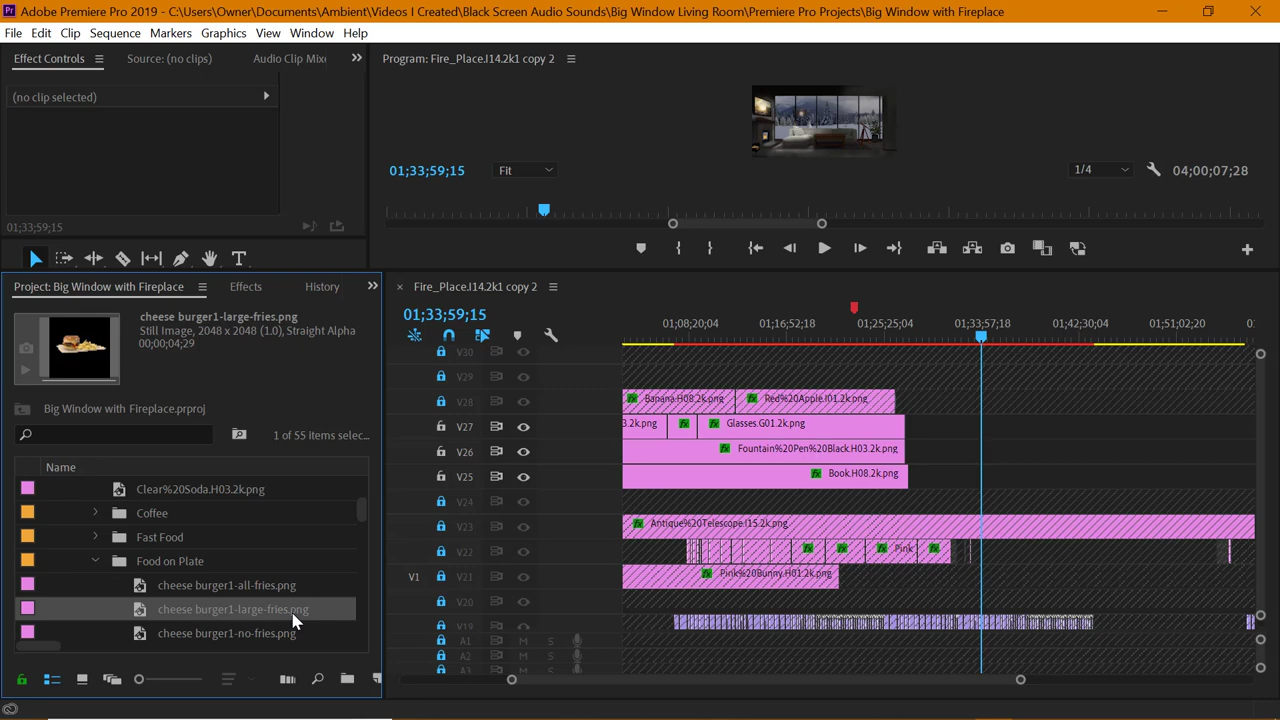 Adobe Premiere Pro 2019 - C:\Users\Owner\Documents\Ambient\Videos I Created\Black Screen Audio Sounds\Big Window Living Room\Premiere Pro Projects\Big Window with Fireplace
File Edit Clip Sequence Markers Graphics View Window Help
Effect Controls Source: (no clips) Audio Clip Mixe
Program: Fire_Place.I14.2k1 copy 2
(no clip selected)
01;33;59;15 Fit 1/4 04;00;07;28
01;33;59;15
Project: Big Window with Fireplace Effects History
cheese burger1-large-fries.png
Still Image, 2048 x 2048 (1.0), Straight Alpha
00;00;04;29
Big Window with Fireplace.prproj
1 of 55 items selec...
Name
Clear%20Soda.H03.2k.png
Coffee
Fast Food
Food on Plate
cheese burger1-all-fries.png
cheese burger1-large-fries.png
cheese burger1-no-fries.png
Fire_Place.I14.2k1 copy 2
01;33;59;15
01;08;20;04 01;16;52;18 01;25;25;04 01;33;57;18 01;42;30;04 01;51;02;20 01
V30
V29
V28 Banana.H08.2k.png Red%20Apple.I01.2k.png
V27 3.2k.png Glasses.G01.2k.png
V26 Fountain%20Pen%20Black.H03.2k.png
V25 Book.H08.2k.png
V24
V23 Antique%20Telescope.I15.2k.png
V22 Pink
V1 V21 Pink%20Bunny.H01.2k.png
V20
V19
A1 M S
A2 M S
A3 M S